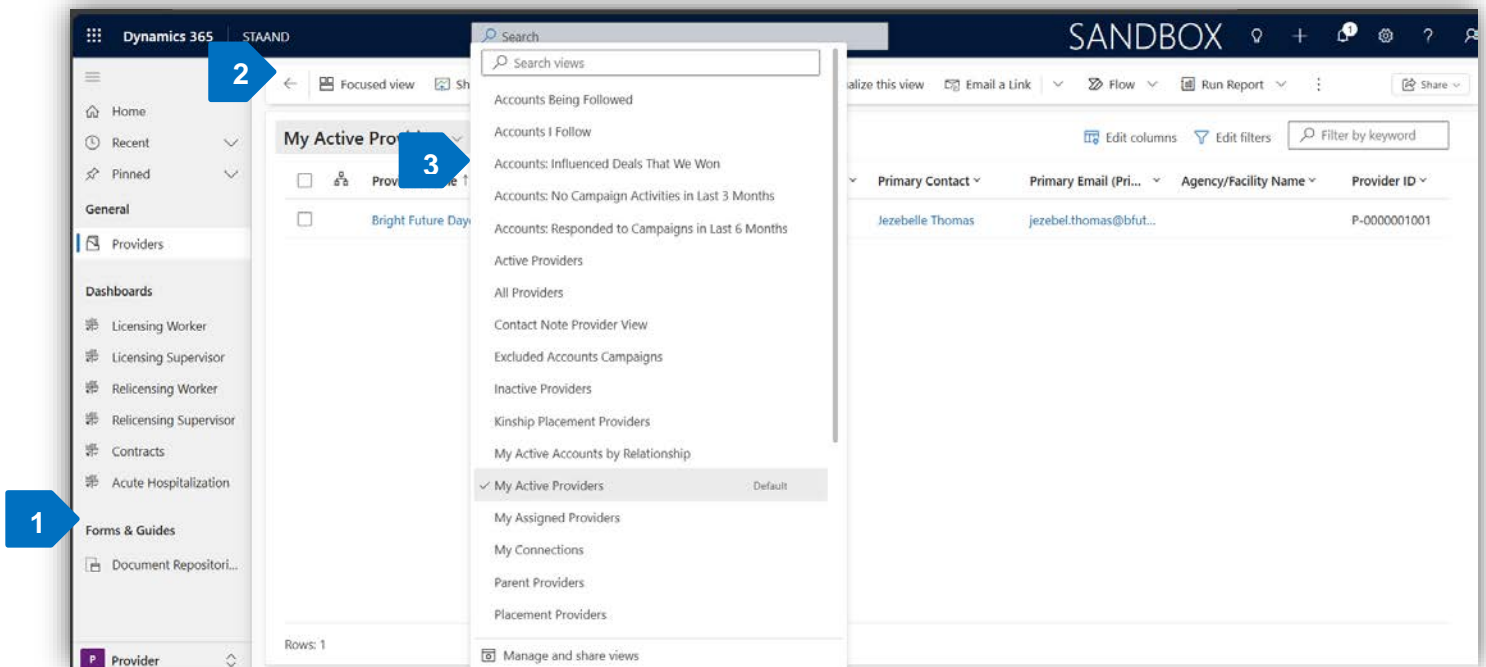 Dynamics 365 STAAND Search SANDBOX 1 ?
2
Focused view Sh alize this view Email a Link Flow Run Report Share
Search views
Home
Recent
Pinned
General
Providers
Dashboards
Licensing Worker
Licensing Supervisor
Relicensing Worker
Relicensing Supervisor
Contracts
Acute Hospitalization
1
Forms & Guides
Document Repositori...
P Provider
My Active Edit columns Edit filters Filter by keyword
3
Primary Contact Primary Email (Pri... Agency/Facility Name Provider ID
Bright Future Day Jezebelle Thomas jezebel.thomas@bfut... P-0000001001
Rows: 1
Accounts Being Followed
Accounts I Follow
Accounts: Influenced Deals That We Won
Accounts: No Campaign Activities in Last 3 Months
Accounts: Responded to Campaigns in Last 6 Months
Active Providers
All Providers
Contact Note Provider View
Excluded Accounts Campaigns
Inactive Providers
Kinship Placement Providers
My Active Accounts by Relationship
My Active Providers Default
My Assigned Providers
My Connections
Parent Providers
Placement Providers
Manage and share views